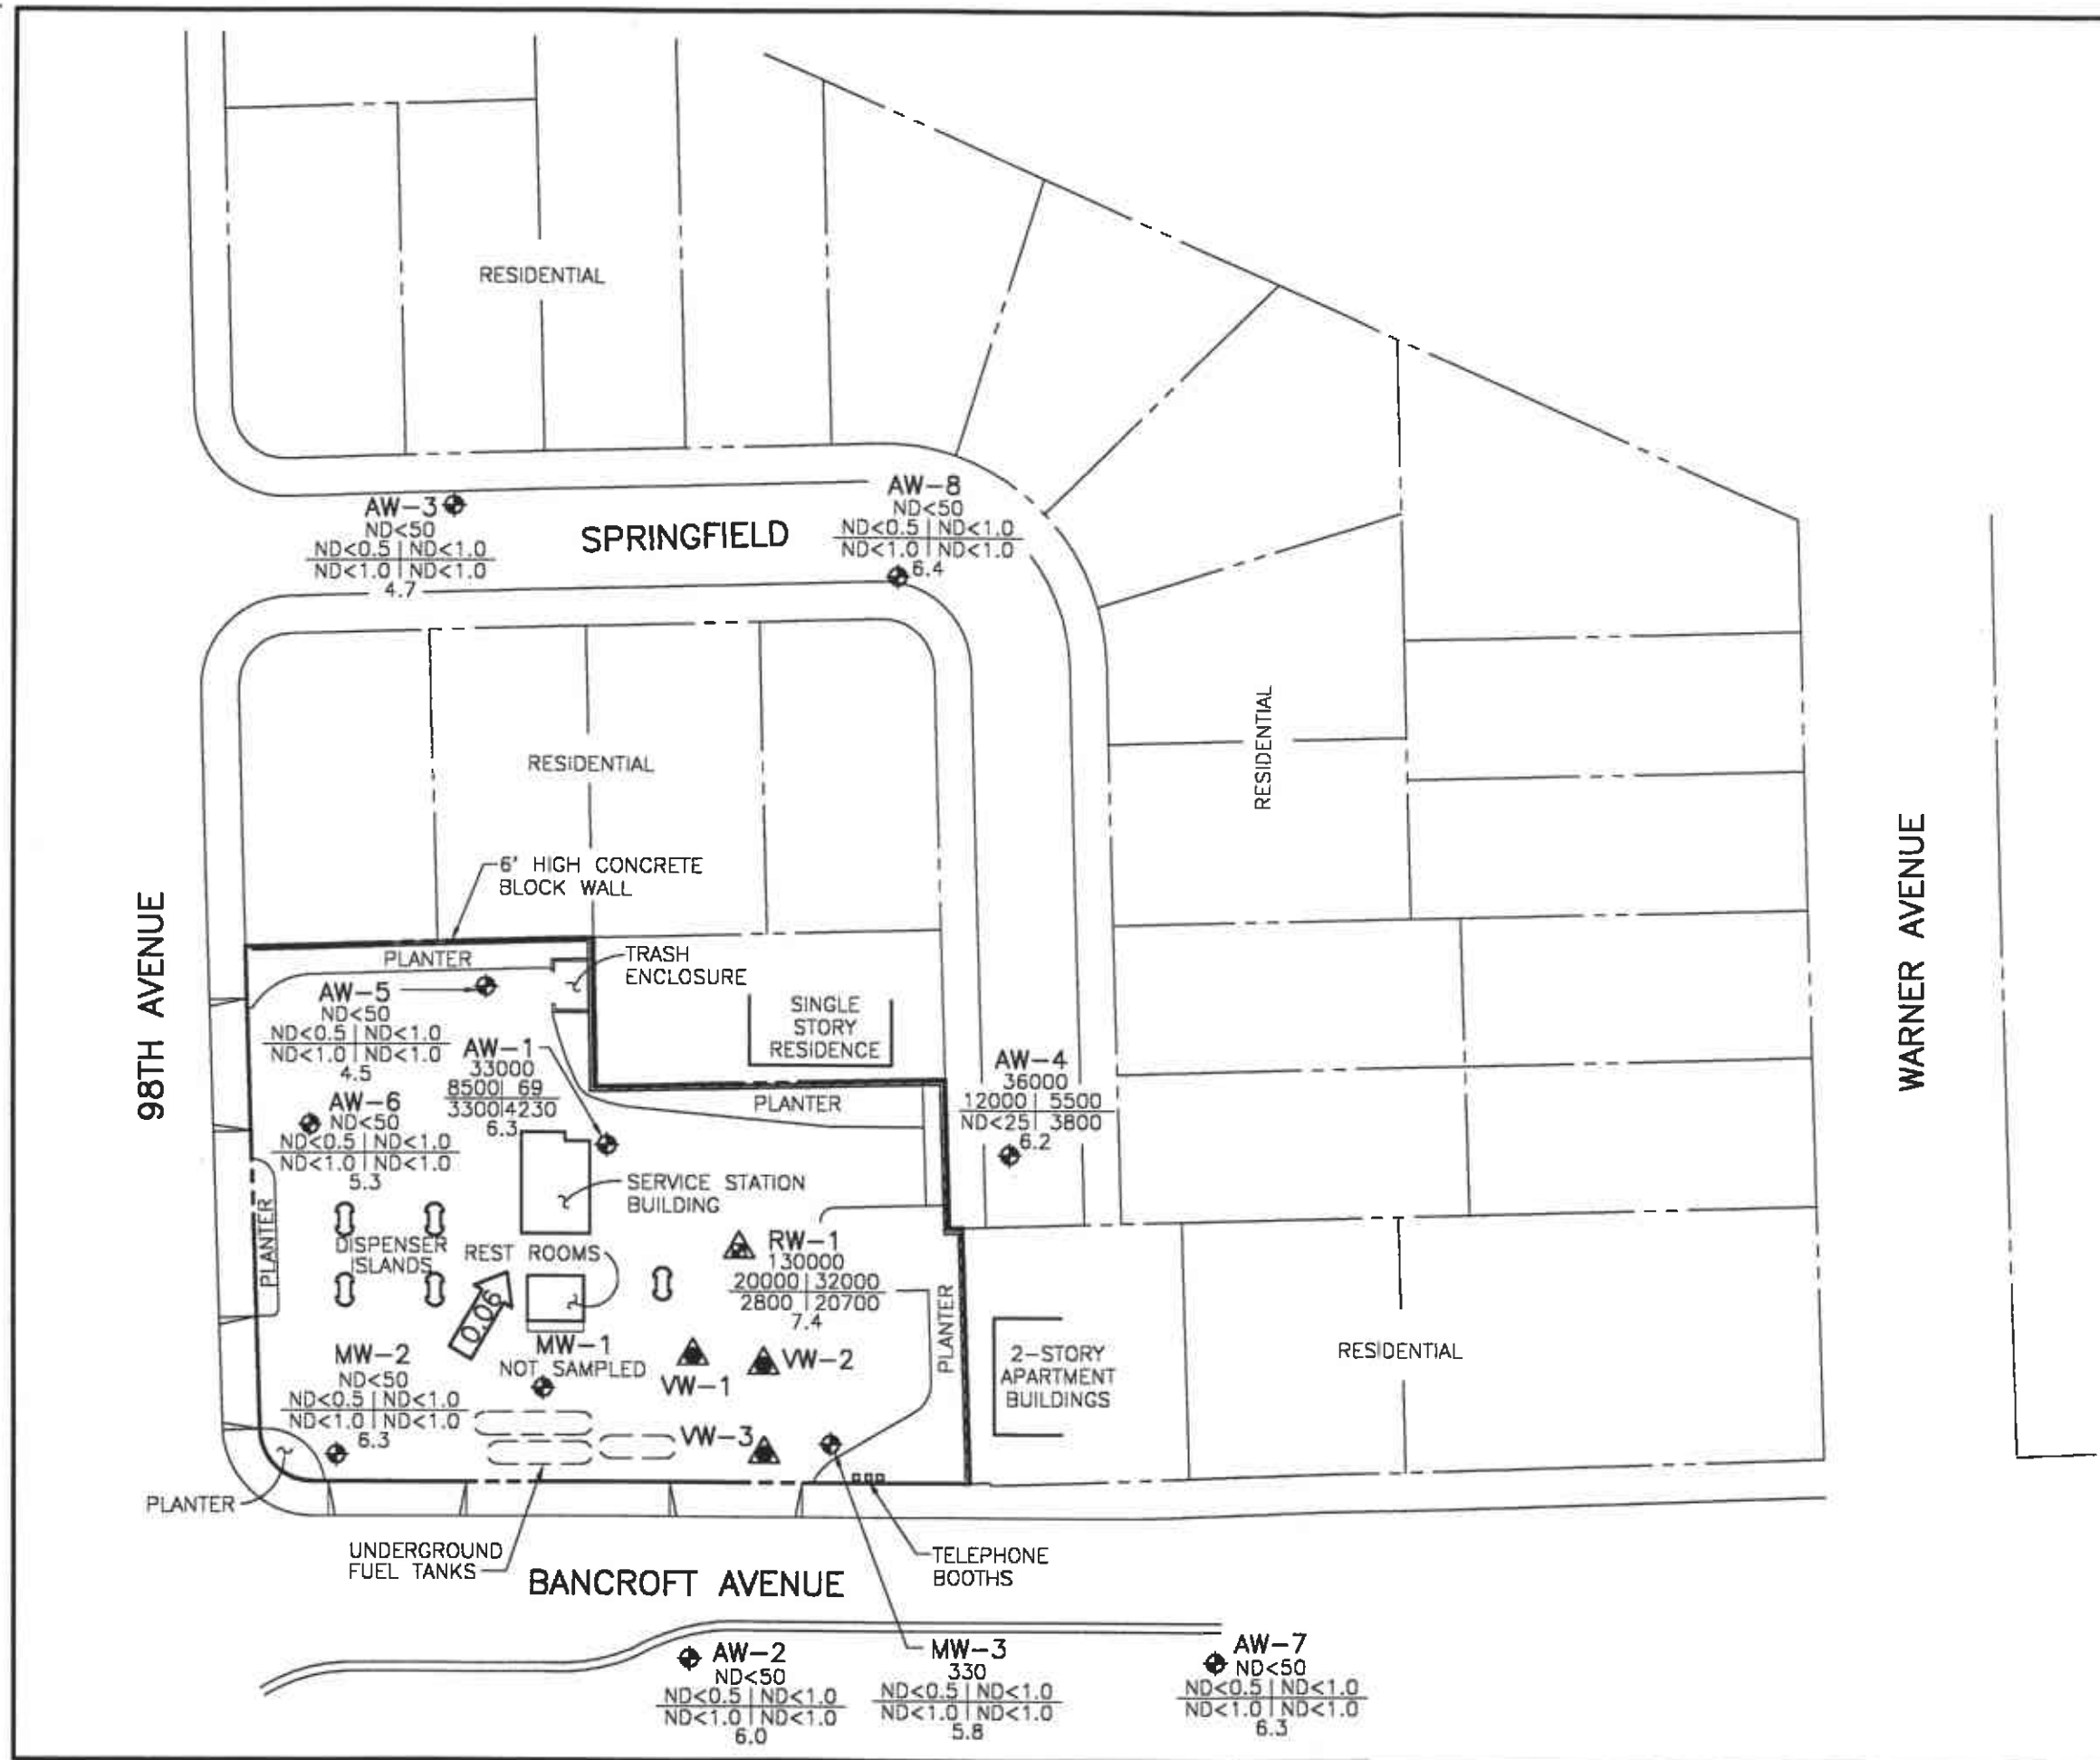 RESIDENTIAL
AW-3
ND<50
ND<0.5 | ND<1.0
ND<1.0 | ND<1.0
4.7
SPRINGFIELD
AW-8
ND<50
ND<0.5 | ND<1.0
ND<1.0 | ND<1.0
6.4
RESIDENTIAL
RESIDENTIAL
98TH AVENUE
WARNER AVENUE
6' HIGH CONCRETE
BLOCK WALL
PLANTER
TRASH
ENCLOSURE
AW-5
ND<50
ND<0.5 | ND<1.0
ND<1.0 | ND<1.0
4.5
SINGLE
STORY
RESIDENCE
AW-1
33000
8500 | 69
3300 | 4230
6.3
AW-4
36000
12000 | 5500
ND<25 | 3800
6.2
PLANTER
AW-6
ND<50
ND<0.5 | ND<1.0
ND<1.0 | ND<1.0
5.3
SERVICE STATION
BUILDING
PLANTER
DISPENSER
ISLANDS
REST ROOMS
0.06
RW-1
130000
20000 | 32000
2800 | 20700
7.4
PLANTER
MW-2
ND<50
ND<0.5 | ND<1.0
ND<1.0 | ND<1.0
6.3
MW-1
NOT SAMPLED
VW-1
VW-2
VW-3
2-STORY
APARTMENT
BUILDINGS
RESIDENTIAL
PLANTER
UNDERGROUND
FUEL TANKS
BANCROFT AVENUE
TELEPHONE
BOOTHS
AW-2
ND<50
ND<0.5 | ND<1.0
ND<1.0 | ND<1.0
6.0
MW-3
330
ND<0.5 | ND<1.0
ND<1.0 | ND<1.0
5.8
AW-7
ND<50
ND<0.5 | ND<1.0
ND<1.0 | ND<1.0
6.3